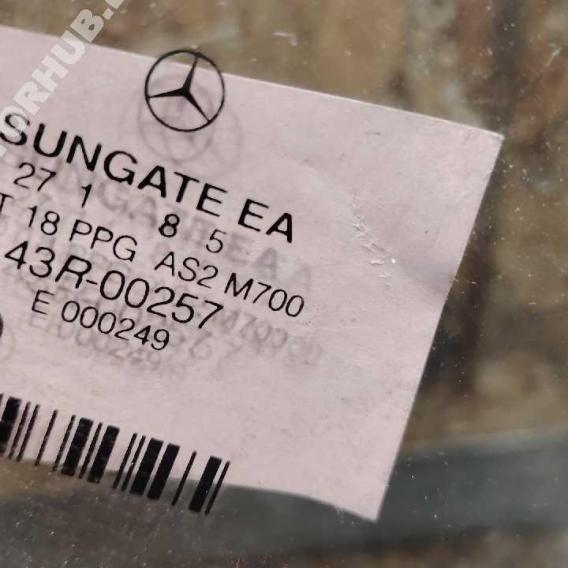 SUNGATE EA
27 1 8 5
T 18 PPG AS2 M700
43R-00257
E 000249